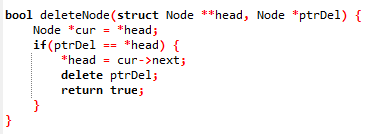 bool deleteNode(struct Node **head, Node *ptrDel) {
    Node *cur = *head;
    if(ptrDel == *head) {
        *head = cur->next;
        delete ptrDel;
        return true;
    }
}